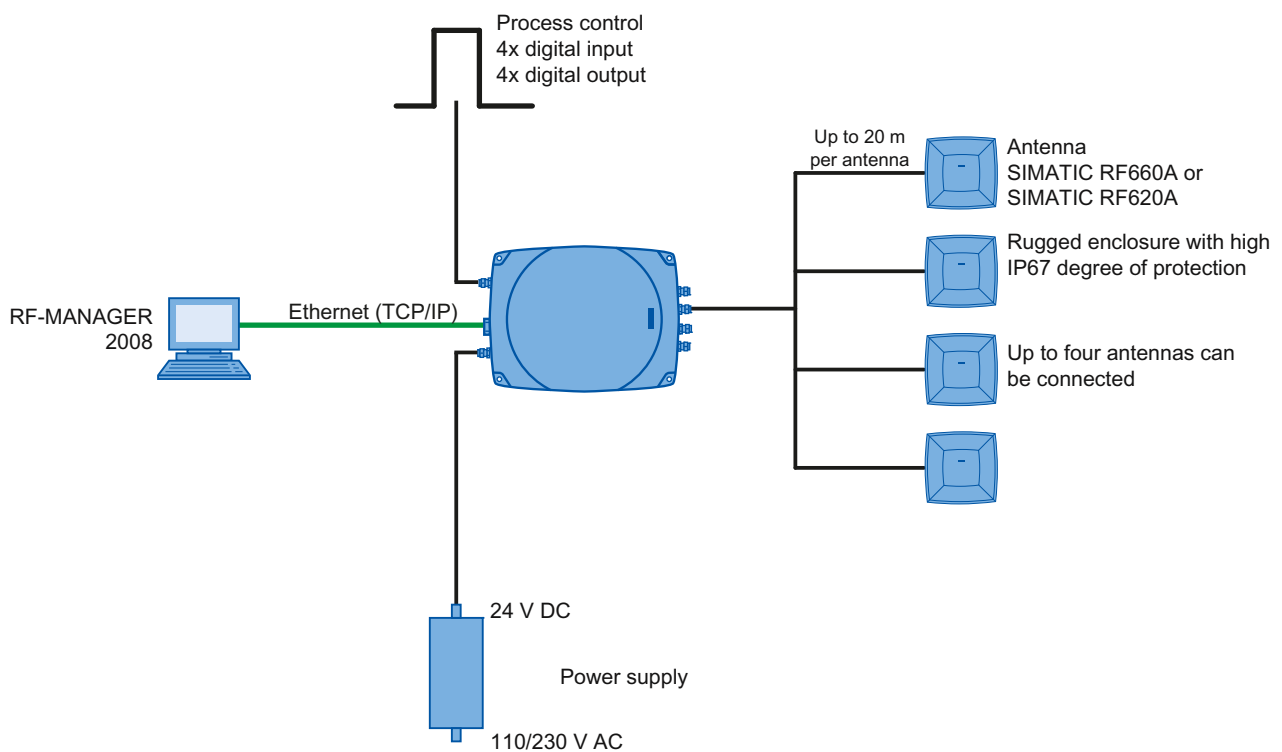 Process control
4x digital input
4x digital output
Up to 20 m
per antenna
Antenna
SIMATIC RF660A or
SIMATIC RF620A
Rugged enclosure with high
IP67 degree of protection
RF-MANAGER
2008
Ethernet (TCP/IP)
Up to four antennas can
be connected
24 V DC
Power supply
110/230 V AC